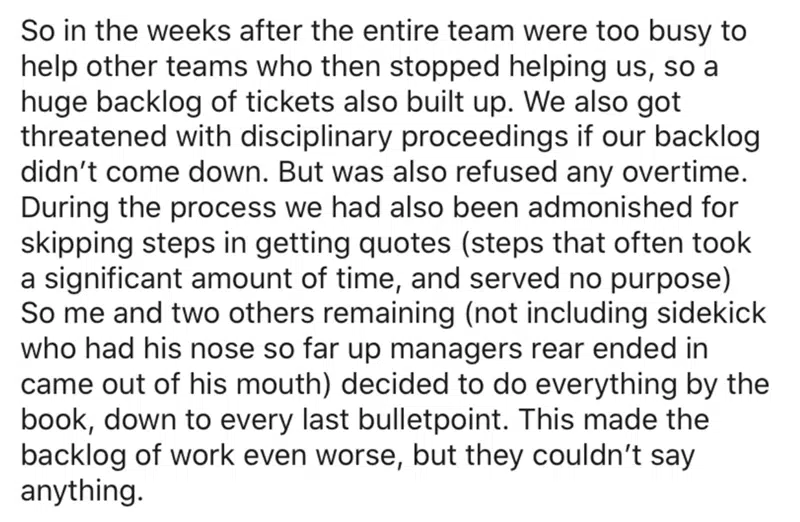 So in the weeks after the entire team were too busy to
help other teams who then stopped helping us, so a
huge backlog of tickets also built up. We also got
threatened with disciplinary proceedings if our backlog
didn’t come down. But was also refused any overtime.
During the process we had also been admonished for
skipping steps in getting quotes (steps that often took
a significant amount of time, and served no purpose)
So me and two others remaining (not including sidekick
who had his nose so far up managers rear ended in
came out of his mouth) decided to do everything by the
book, down to every last bulletpoint. This made the
backlog of work even worse, but they couldn’t say
anything.